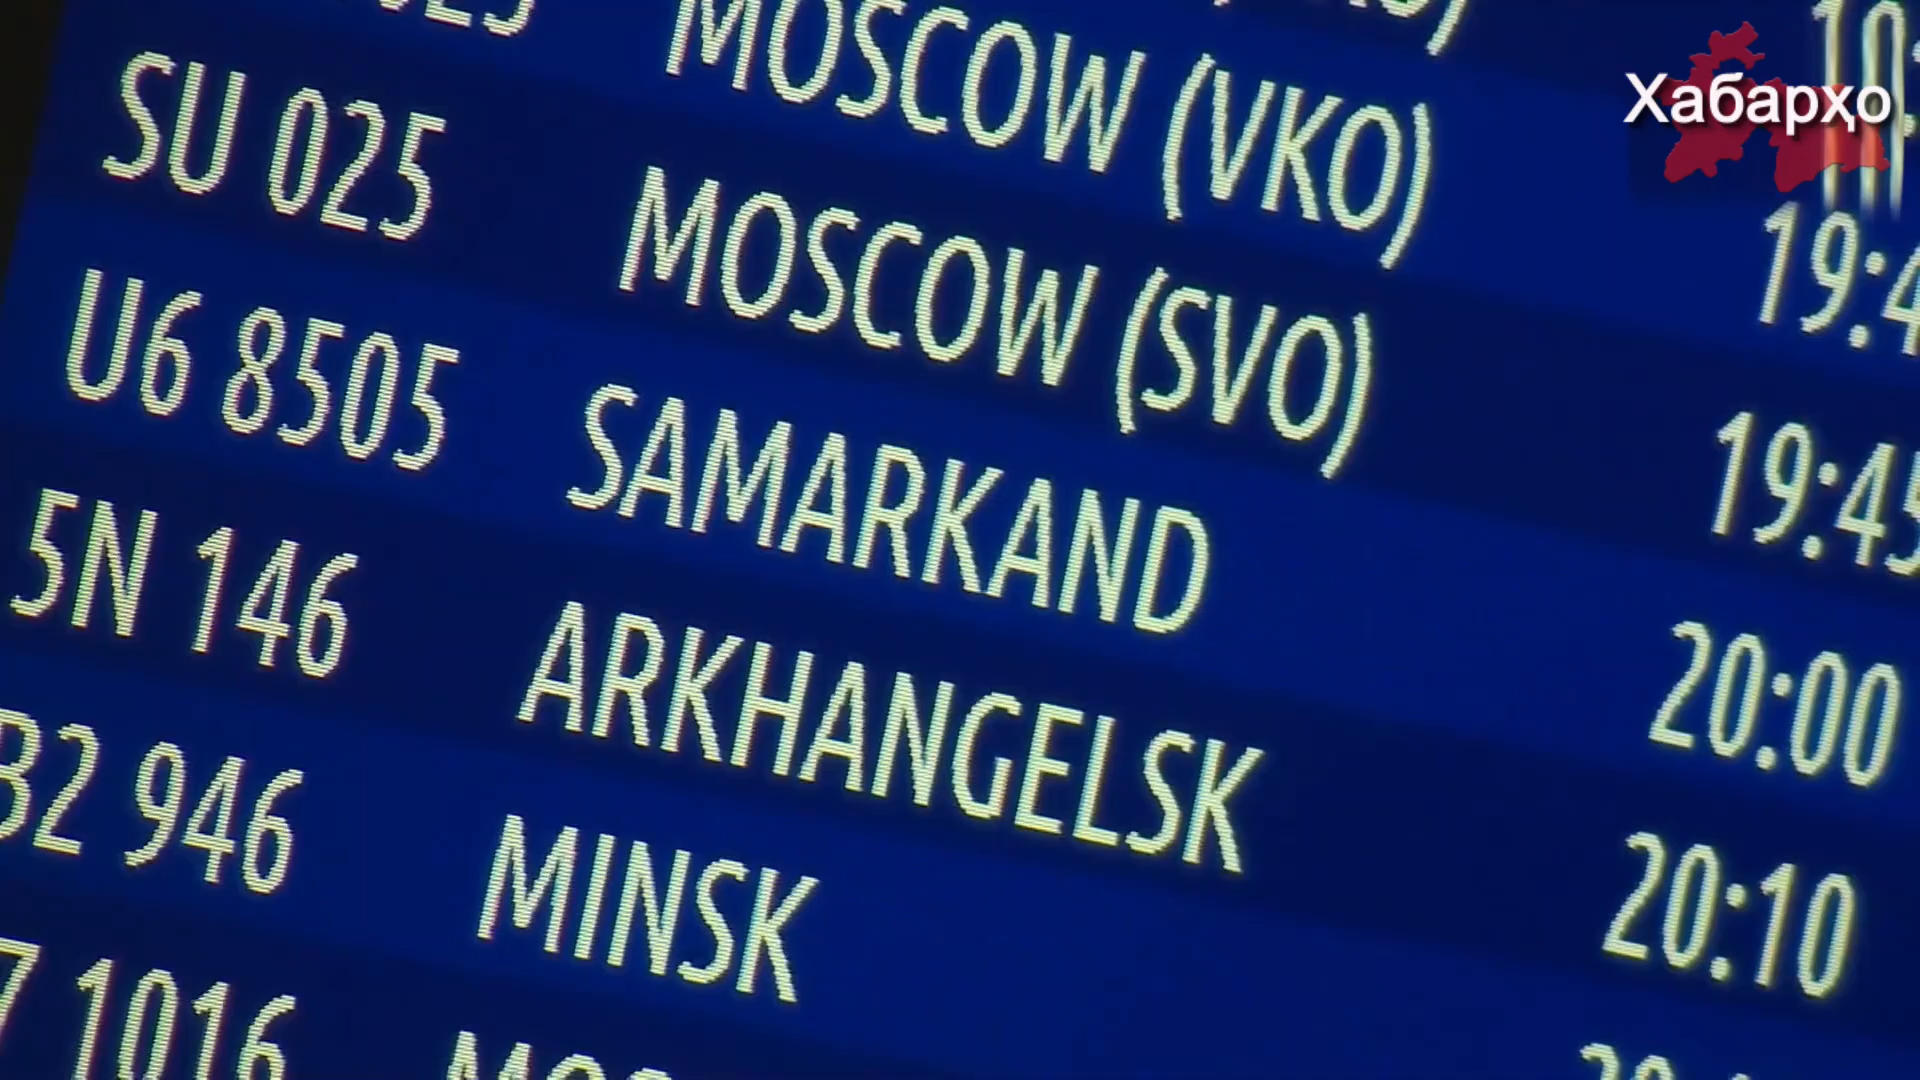 Хабарҳо
MOSCOW (VKO) 19:4
SU 025 MOSCOW (SVO) 19:45
U6 8505 SAMARKAND 20:00
5N 146 ARKHANGELSK 20:10
B2 946 MINSK
1016